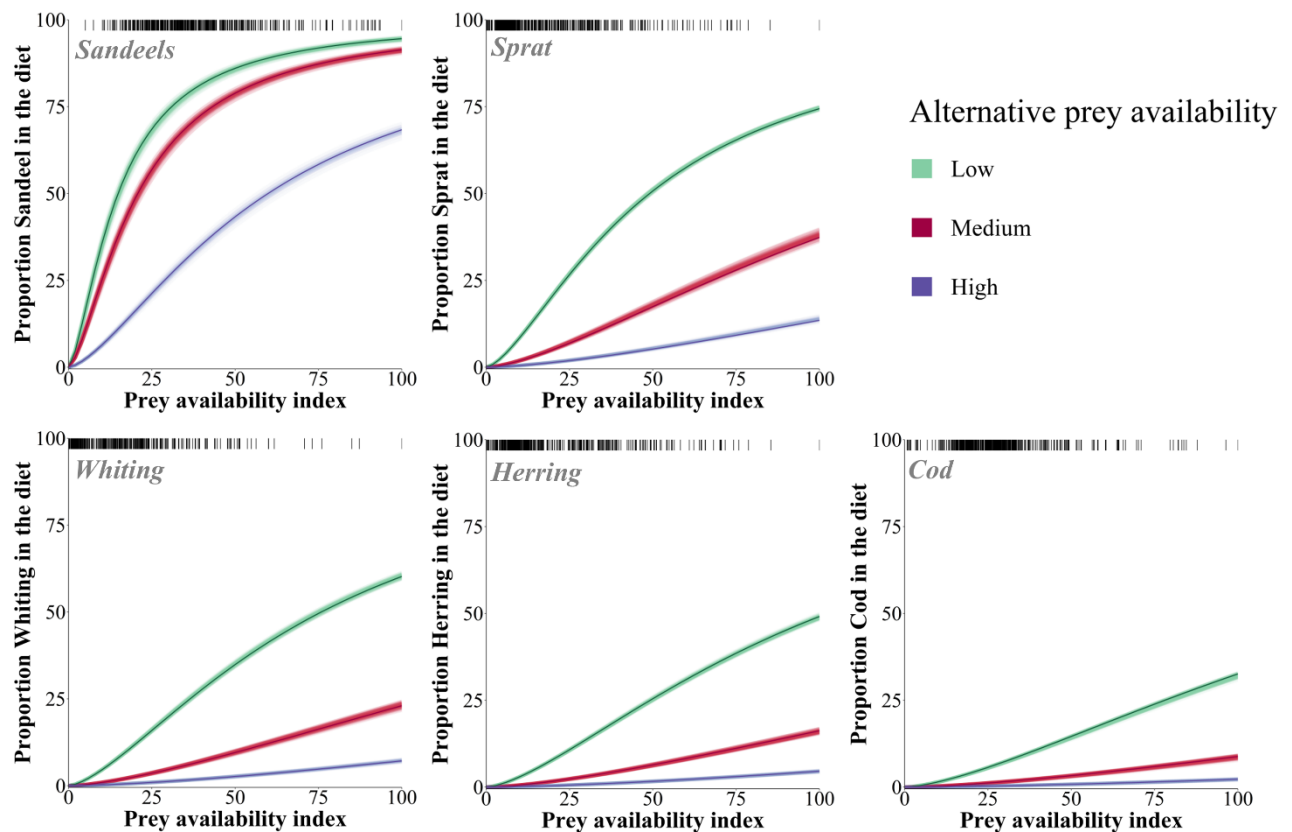 Sandeels
Proportion Sandeel in the diet
100
75
50
25
0
0 25 50 75 100
Prey availability index
Sprat
Proportion Sprat in the diet
100
75
50
25
0
0 25 50 75 100
Prey availability index
Alternative prey availability
Low
Medium
High
Whiting
Proportion Whiting in the diet
100
75
50
25
0
0 25 50 75 100
Prey availability index
Herring
Proportion Herring in the diet
100
75
50
25
0
0 25 50 75 100
Prey availability index
Cod
Proportion Cod in the diet
100
75
50
25
0
0 25 50 75 100
Prey availability index